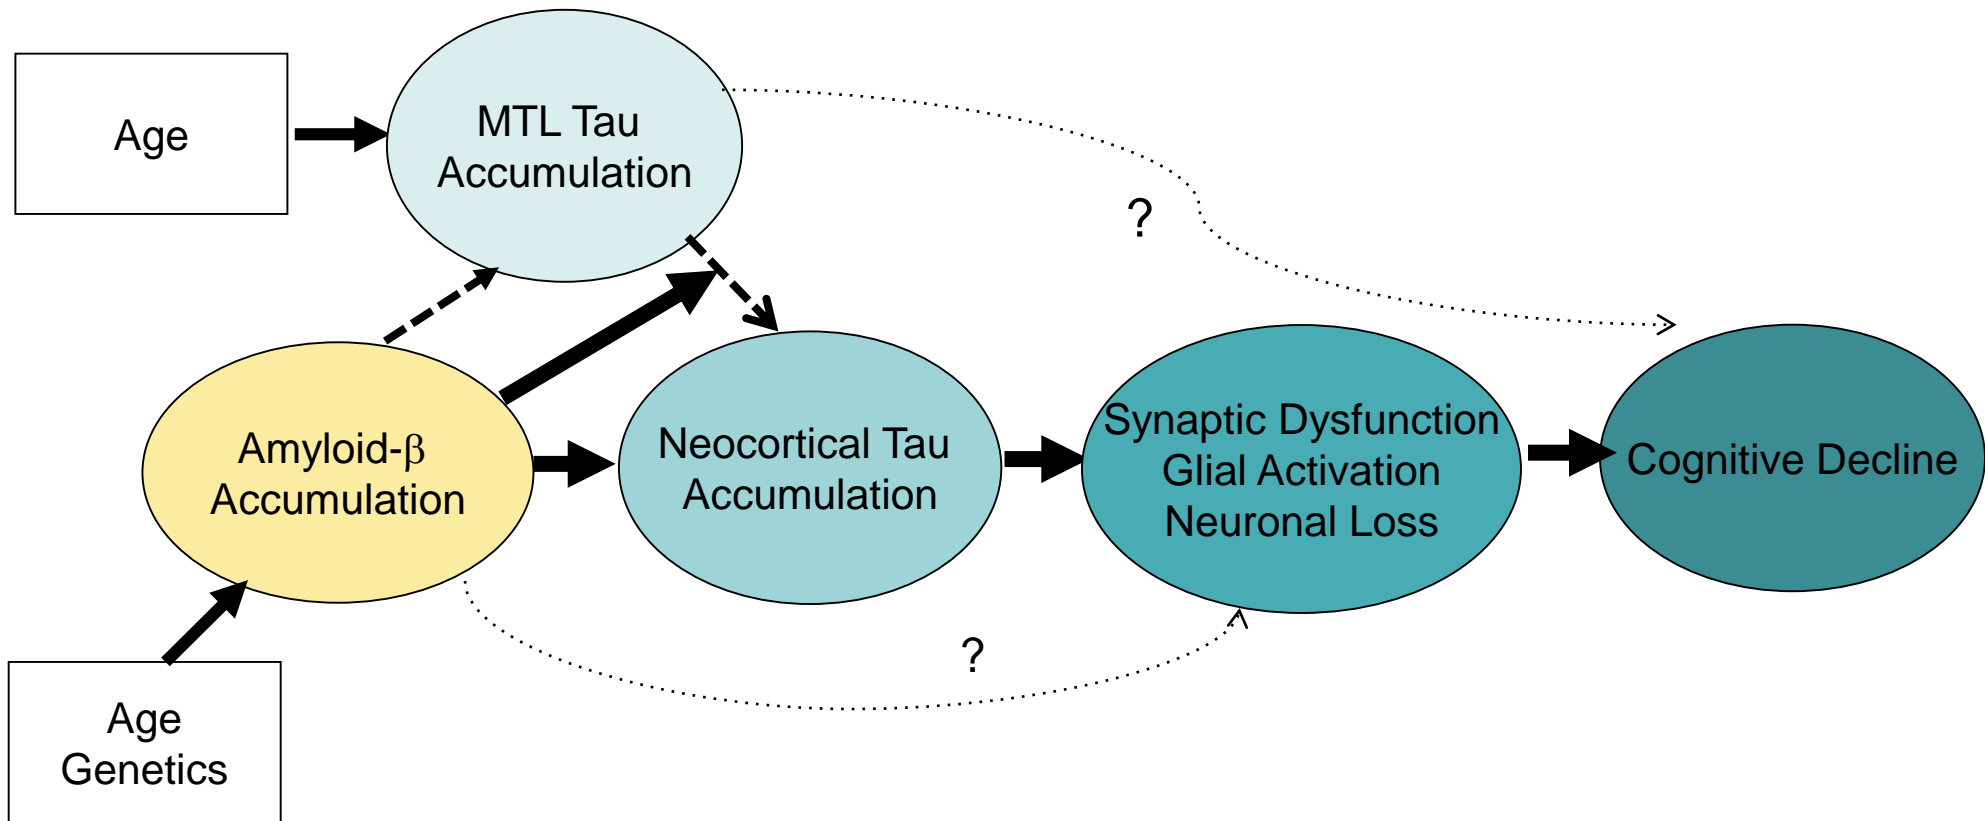 Age
MTL Tau
Accumulation
?
Amyloid-β
Accumulation
Neocortical Tau
Accumulation
Synaptic Dysfunction
Glial Activation
Neuronal Loss
Cognitive Decline
?
Age
Genetics